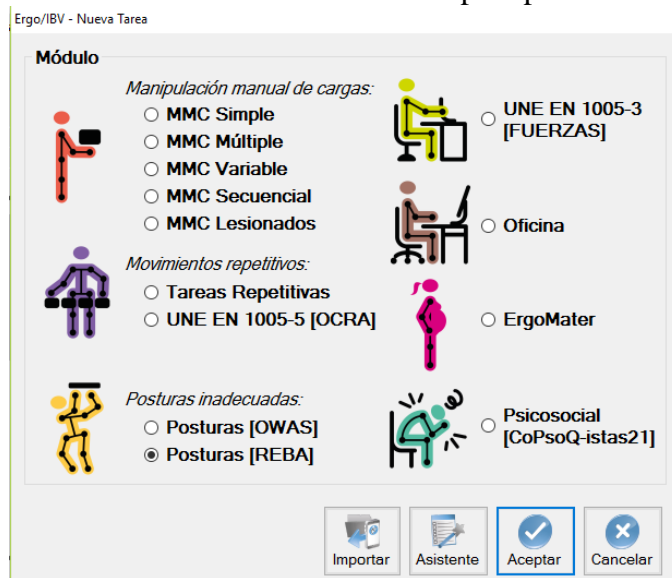 Ergo/IBV - Nueva Tarea
Módulo
Manipulación manual de cargas:
MMC Simple
MMC Múltiple
MMC Variable
MMC Secuencial
MMC Lesionados
Movimientos repetitivos:
Tareas Repetitivas
UNE EN 1005-5 [OCRA]
Posturas inadecuadas:
Posturas [OWAS]
Posturas [REBA]
UNE EN 1005-3
[FUERZAS]
Oficina
ErgoMater
Psicosocial
[CoPsoQ-istas21]
Importar
Asistente
Aceptar
Cancelar